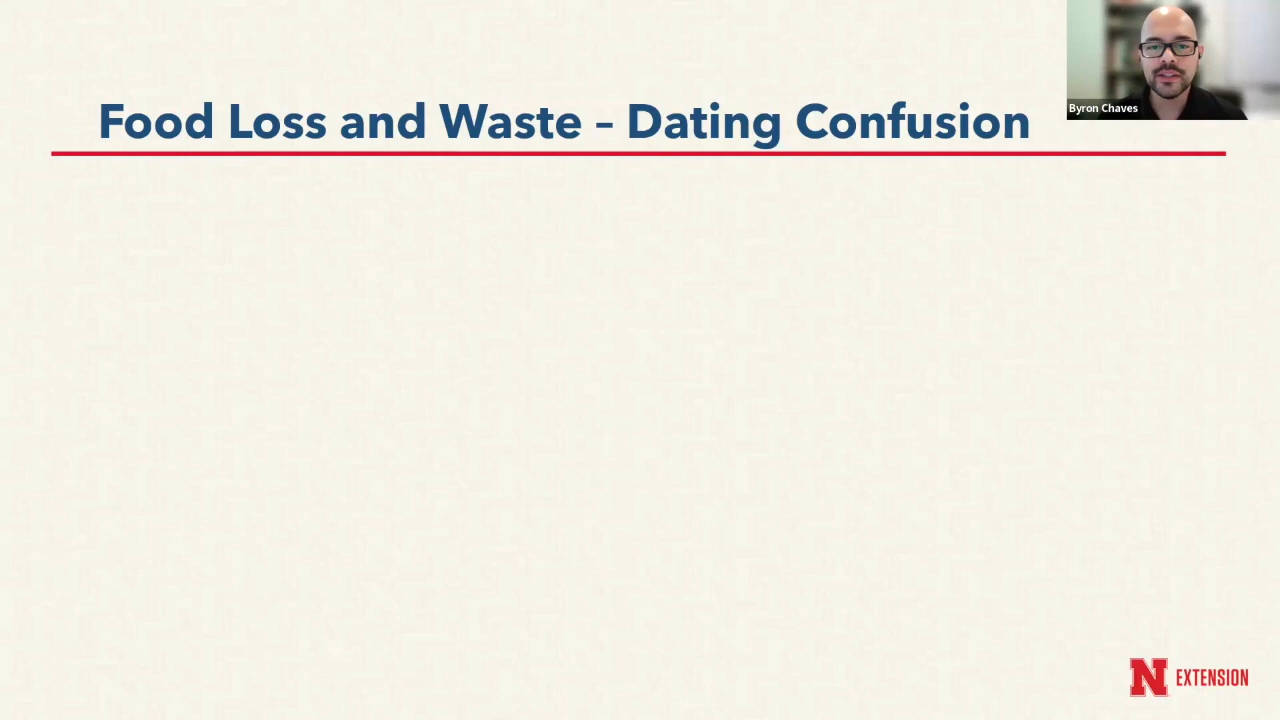 Food Loss and Waste – Dating Confusion
Byron Chaves
N EXTENSION